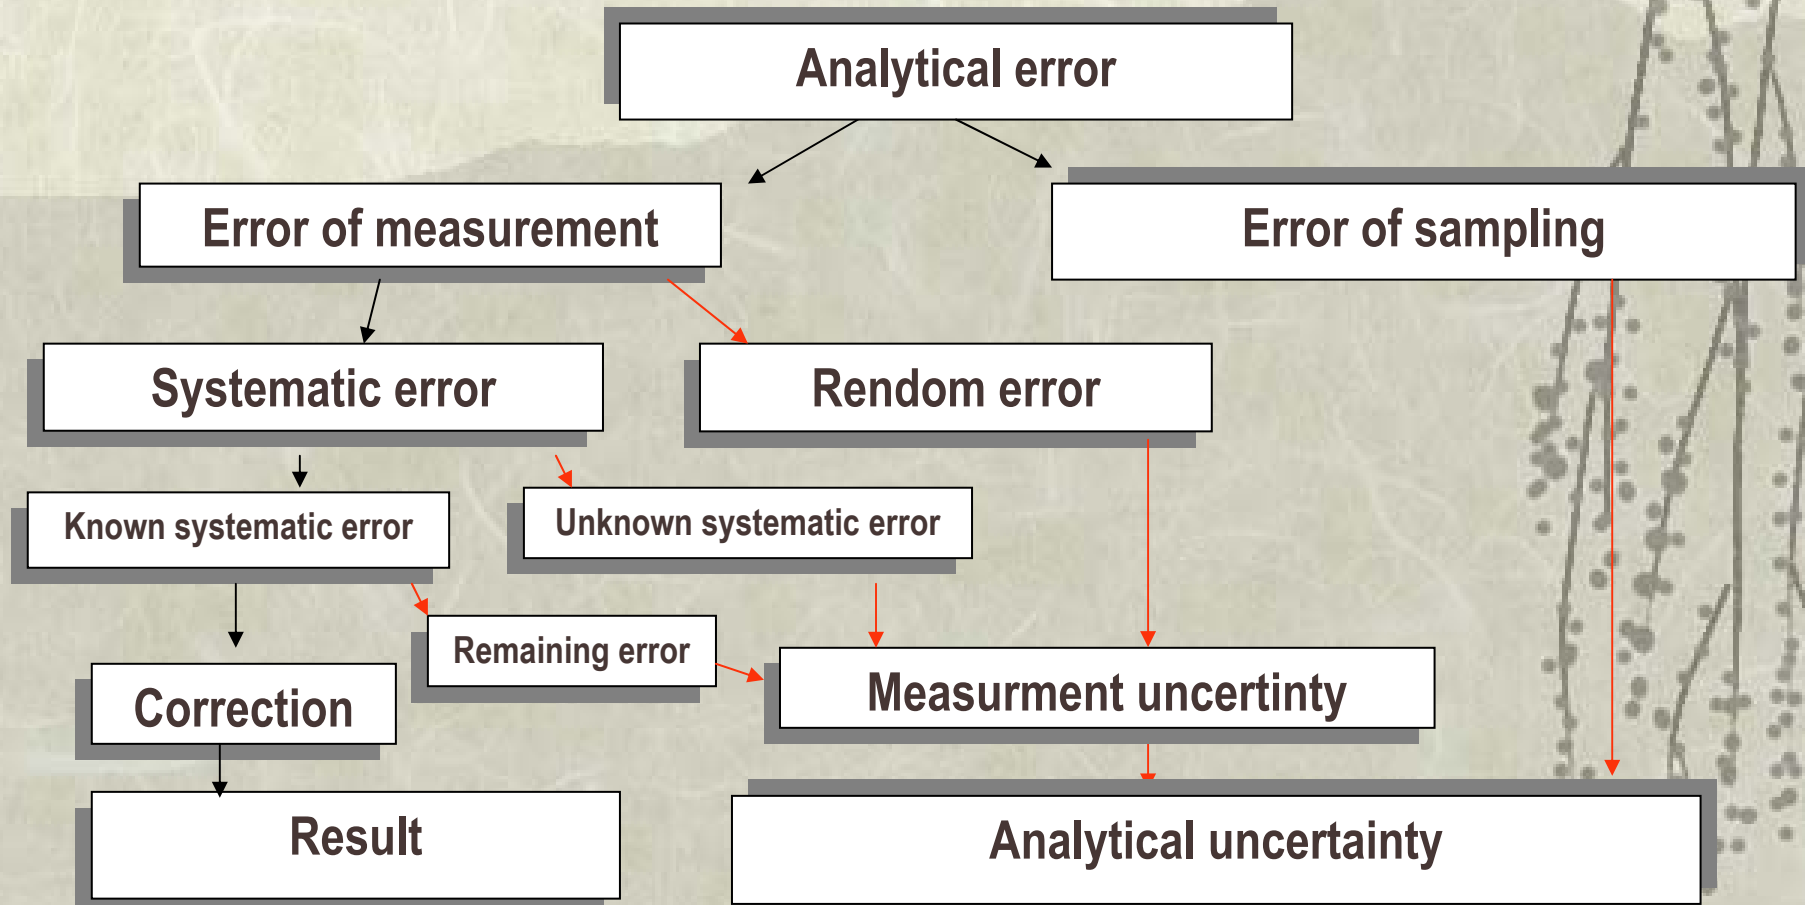 Analytical error
Error of measurement
Error of sampling
Systematic error
Rendom error
Known systematic error
Unknown systematic error
Remaining error
Correction
Measurment uncertinty
Result
Analytical uncertainty